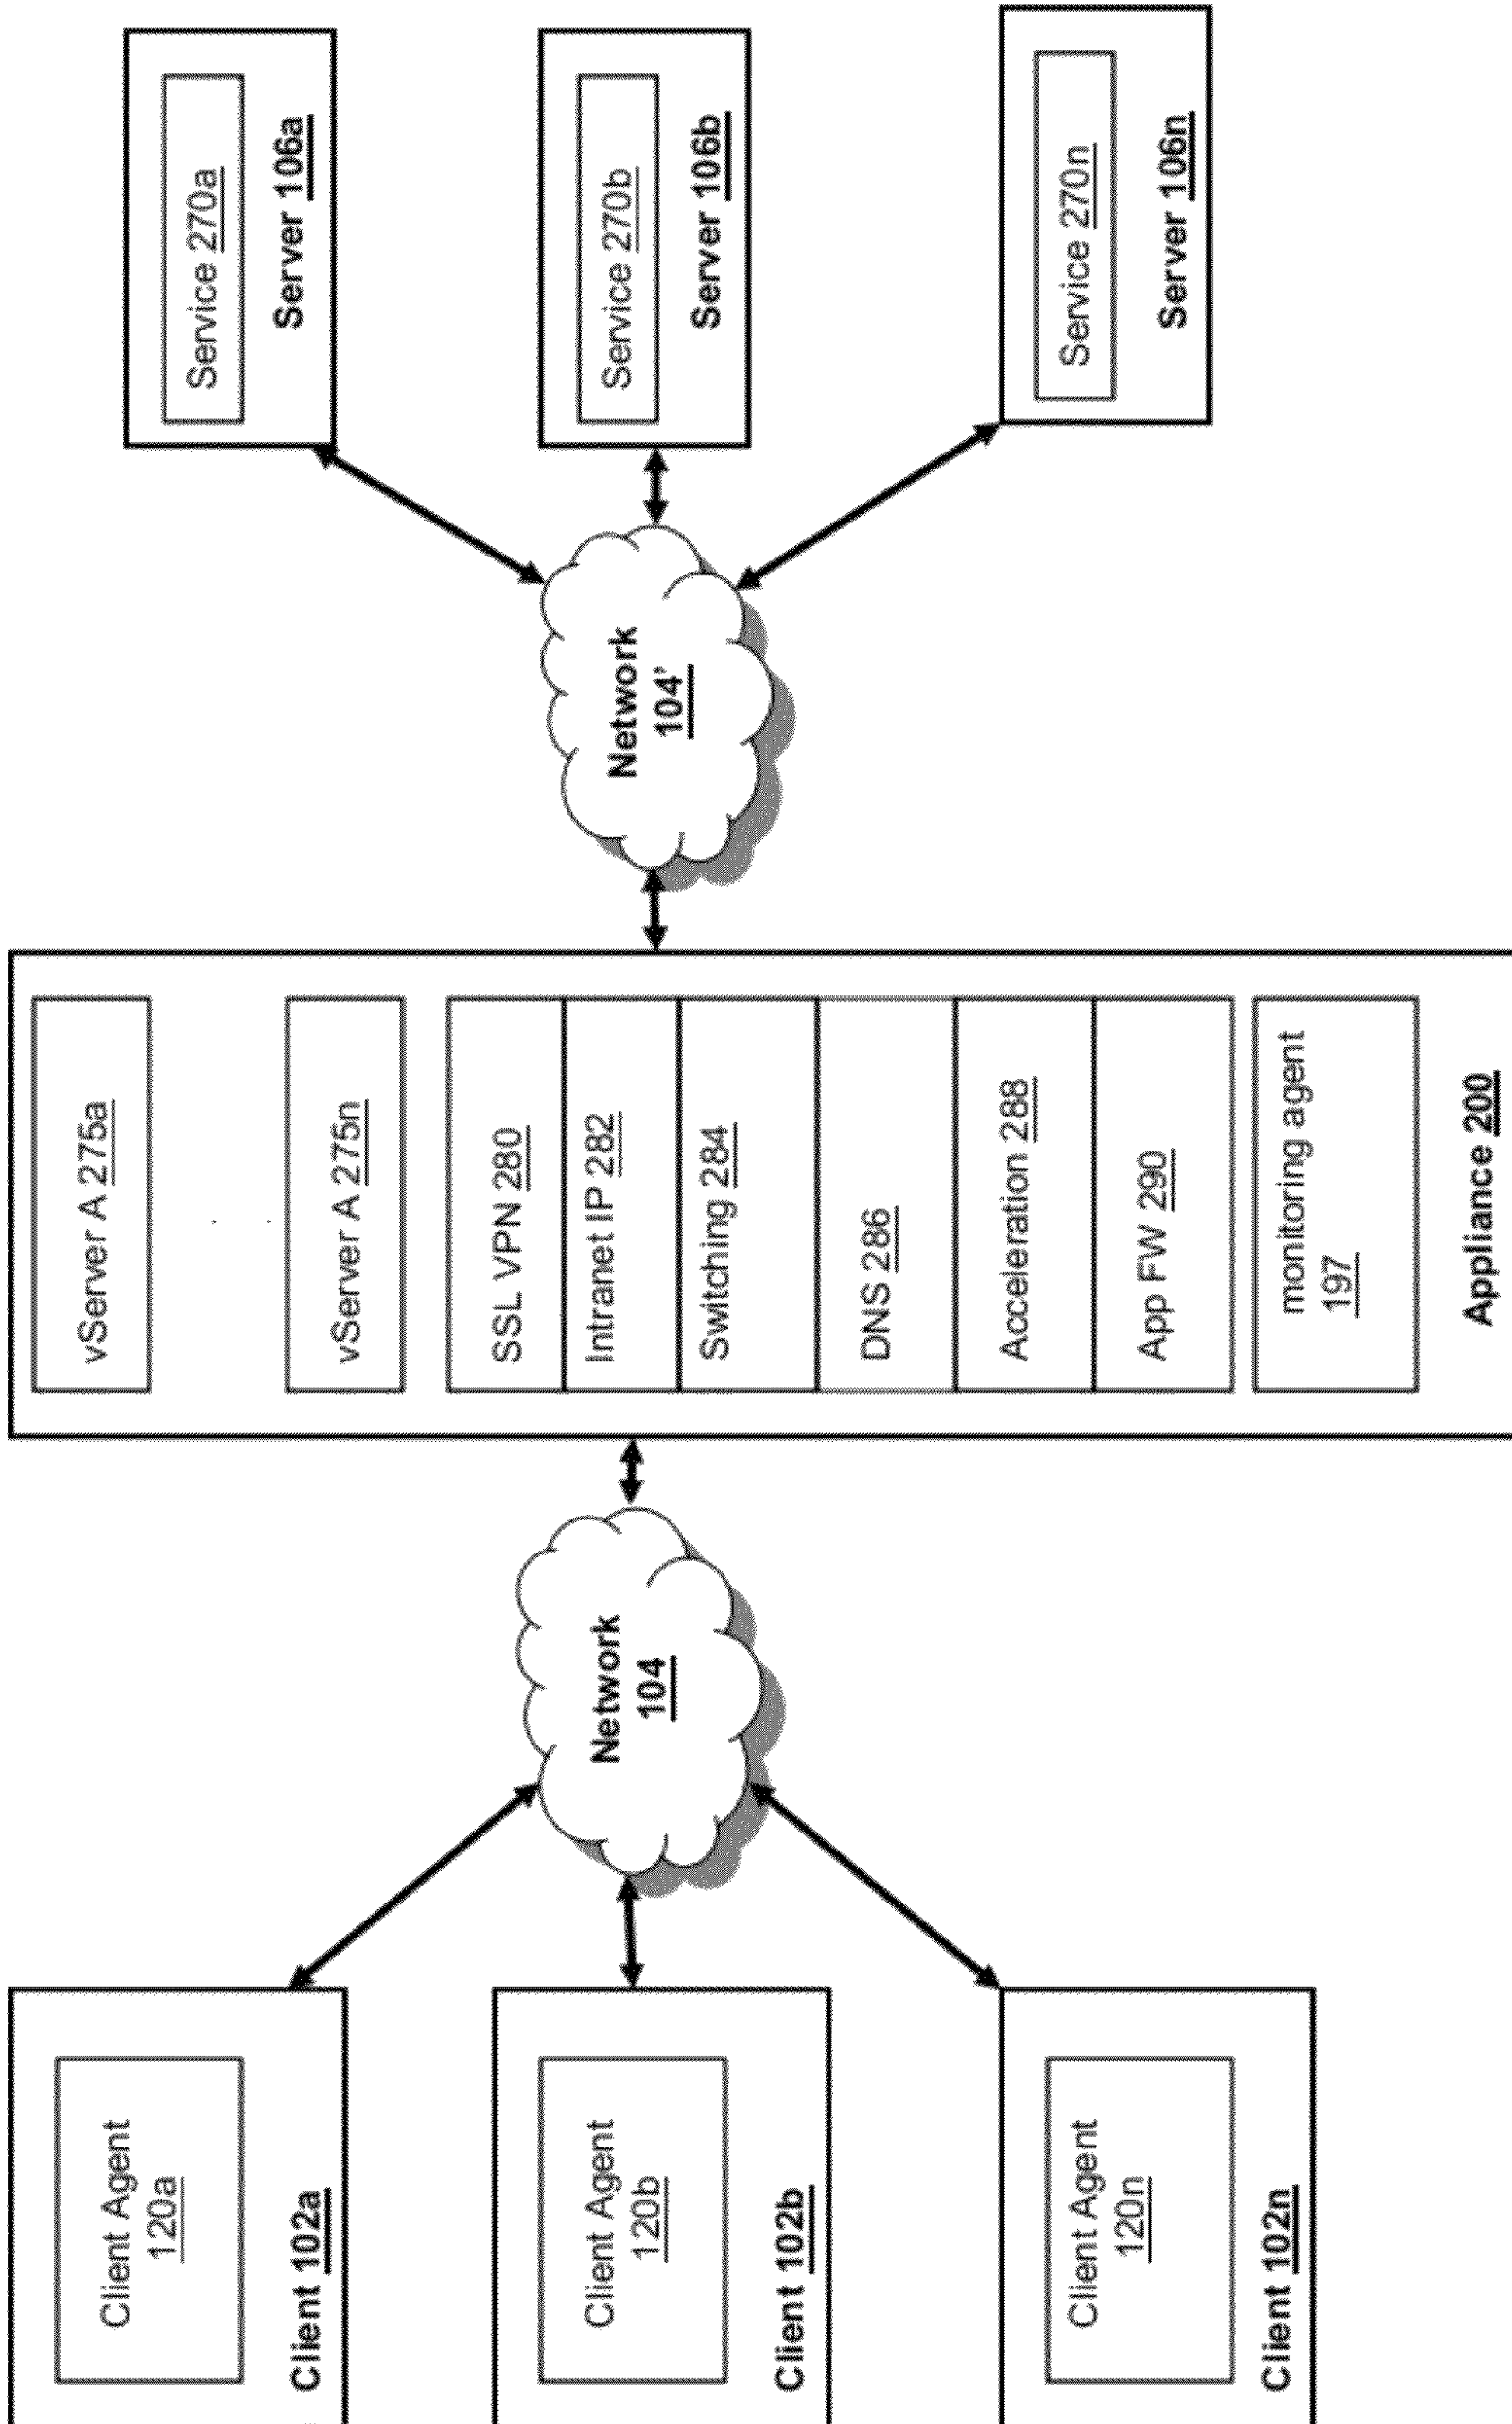 Client Agent
120a
Client 102a
Client Agent
120b
Client 102b
Client Agent
120n
Client 102n
Network
104
vServer A 275a
vServer A 275n
SSL VPN 280
Intranet IP 282
Switching 284
DNS 286
Acceleration 288
App FW 290
monitoring agent
197
Appliance 200
Network
104'
Service 270a
Server 106a
Service 270b
Server 106b
Service 270n
Server 106n